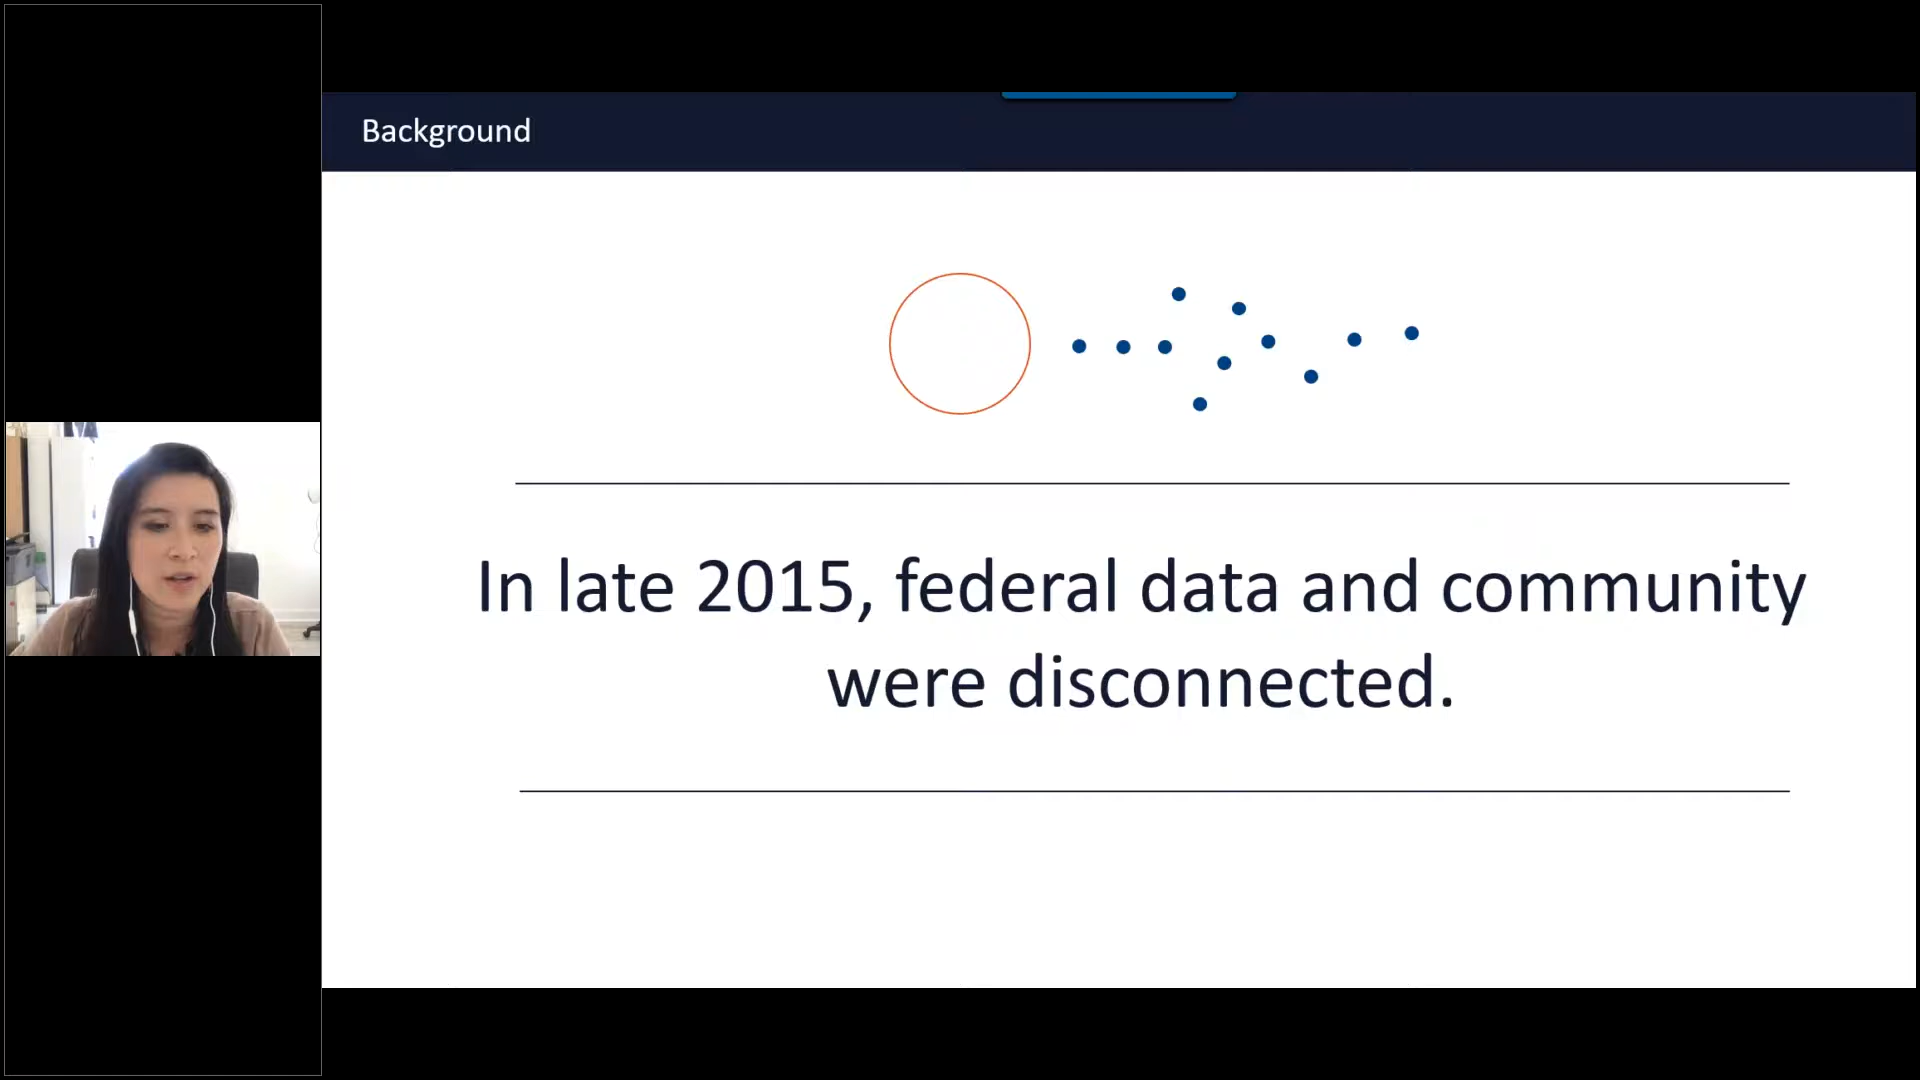 Background
In late 2015, federal data and community
were disconnected.